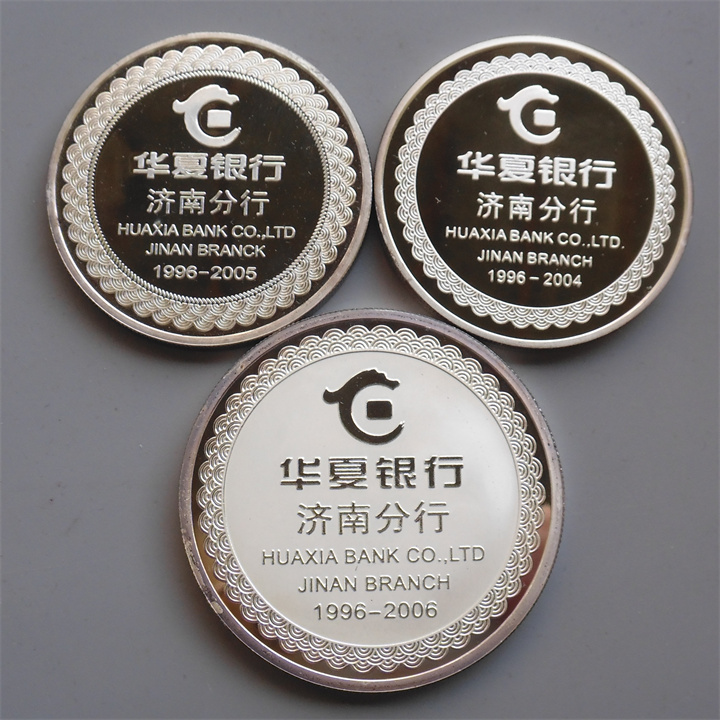 华夏银行
济南分行
HUAXIA BANK CO.,LTD
JINAN BRANCK
1996-2005
华夏银行
济南分行
HUAXIA BANK CO.,LTD.
JINAN BRANCH
1996-2004
华夏银行
济南分行
HUAXIA BANK CO.,LTD
JINAN BRANCH
1996-2006